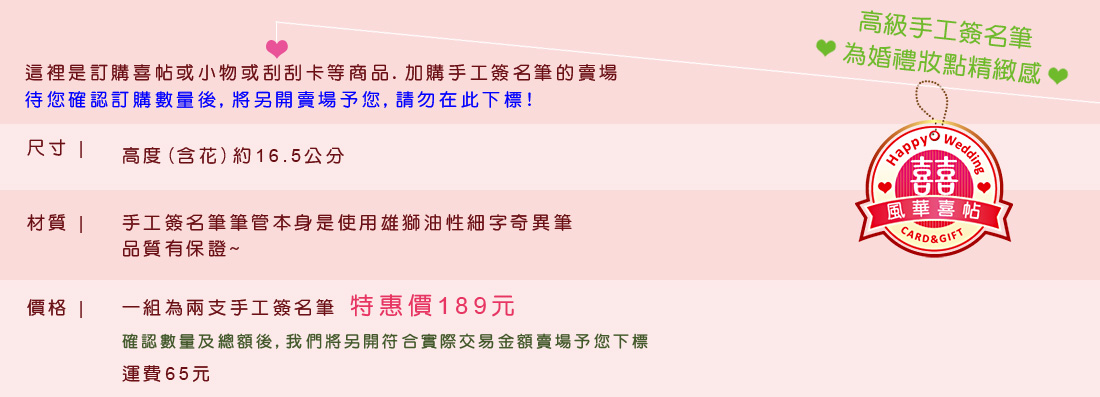 高級手工簽名筆
為婚禮妝點精緻感
這裡是訂購喜帖或小物或刮刮卡等商品.加購手工簽名筆的賣場
待您確認訂購數量後,將另開賣場予您,請勿在此下標!
Happy Wedding
囍
風華喜帖
CARD&GIFT
尺寸 | 高度(含花)約16.5公分
材質 | 手工簽名筆筆管本身是使用雄獅油性細字奇異筆
品質有保證~
價格 | 一組為兩支手工簽名筆 特惠價189元
確認數量及總額後,我們將另開符合實際交易金額賣場予您下標
運費65元